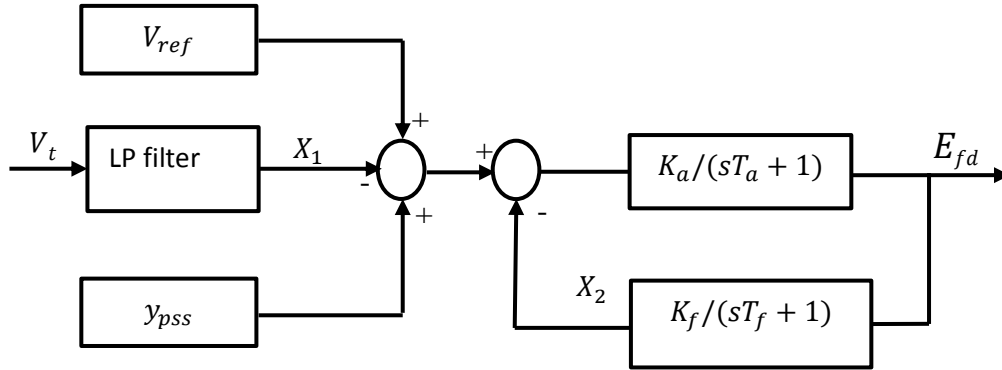 V_ref
+
V_t
LP filter
X_1
-
+
+
-
K_a/(sT_a + 1)
E_fd
y_pss
X_2
K_f/(sT_f + 1)